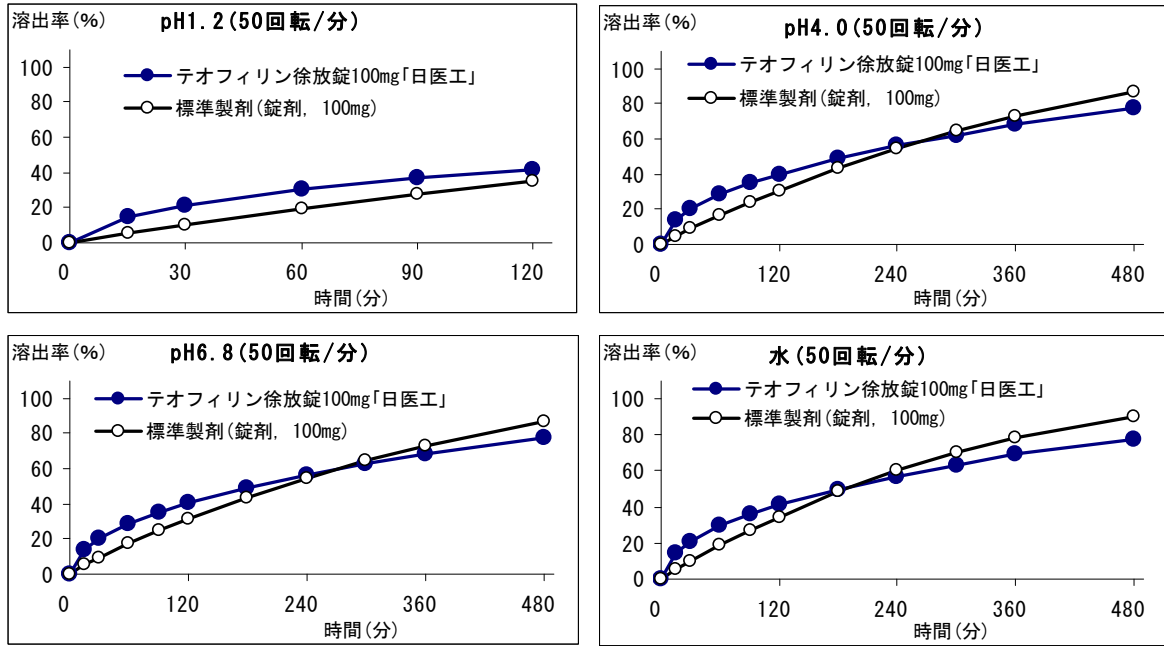 溶出率(%)
pH1.2(50回転/分)
100
80
60
40
20
0
テオフィリン徐放錠100mg「日医工」
標準製剤(錠剤, 100mg)
0 30 60 90 120
時間(分)
溶出率(%)
pH4.0(50回転/分)
100
80
60
40
20
0
テオフィリン徐放錠100mg「日医工」
標準製剤(錠剤, 100mg)
0 120 240 360 480
時間(分)
溶出率(%)
pH6.8(50回転/分)
100
80
60
40
20
0
テオフィリン徐放錠100mg「日医工」
標準製剤(錠剤, 100mg)
0 120 240 360 480
時間(分)
溶出率(%)
水(50回転/分)
100
80
60
40
20
0
テオフィリン徐放錠100mg「日医工」
標準製剤(錠剤, 100mg)
0 120 240 360 480
時間(分)